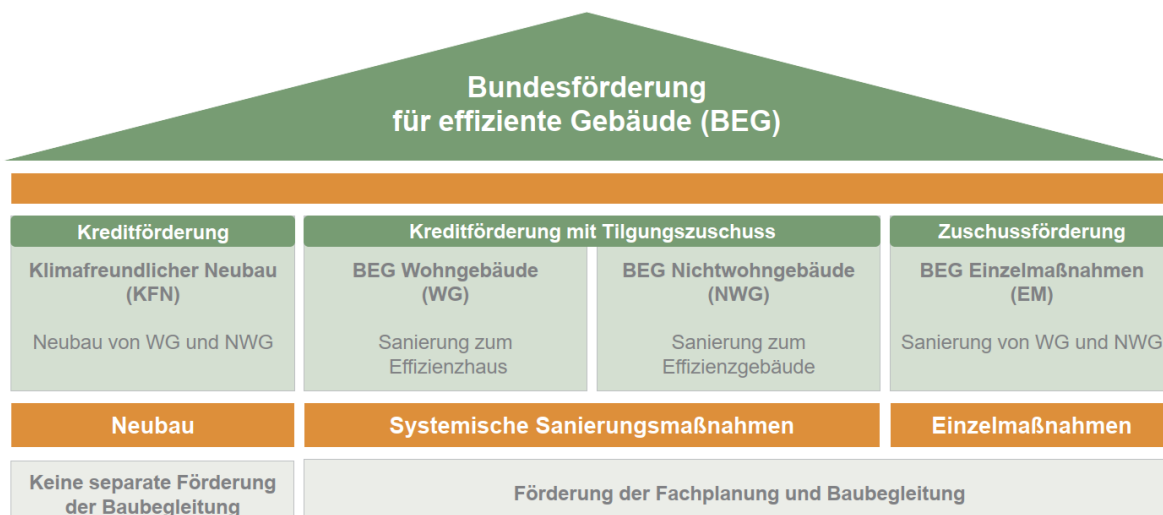 Bundesförderung
für effiziente Gebäude (BEG)
Kreditförderung
Kreditförderung mit Tilgungszuschuss
Zuschussförderung
Klimafreundlicher Neubau
(KFN)
Neubau von WG und NWG
BEG Wohngebäude
(WG)
Sanierung zum
Effizienzhaus
BEG Nichtwohngebäude
(NWG)
Sanierung zum
Effizienzgebäude
BEG Einzelmaßnahmen
(EM)
Sanierung von WG und NWG
Neubau
Systemische Sanierungsmaßnahmen
Einzelmaßnahmen
Keine separate Förderung
der Baubegleitung
Förderung der Fachplanung und Baubegleitung